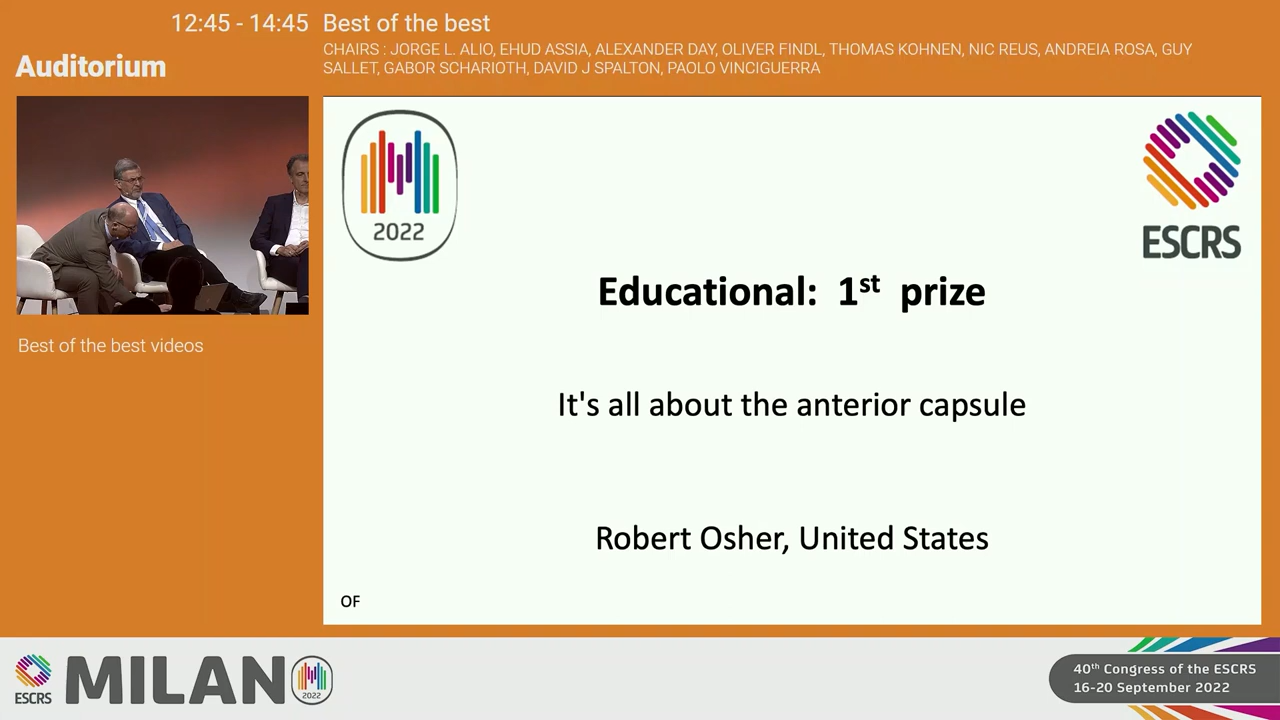 12:45 - 14:45 Best of the best
CHAIRS : JORGE L. ALIO, EHUD ASSIA, ALEXANDER DAY, OLIVER FINDL, THOMAS KOHNEN, NIC REUS, ANDREIA ROSA, GUY
SALLET, GABOR SCHARIOTH, DAVID J SPALTON, PAOLO VINCIGUERRA
Auditorium
Best of the best videos
2022
ESCRS
Educational: 1st prize
It's all about the anterior capsule
Robert Osher, United States
OF
ESCRS
MILANO
2022
40th Congress of the ESCRS
16-20 September 2022